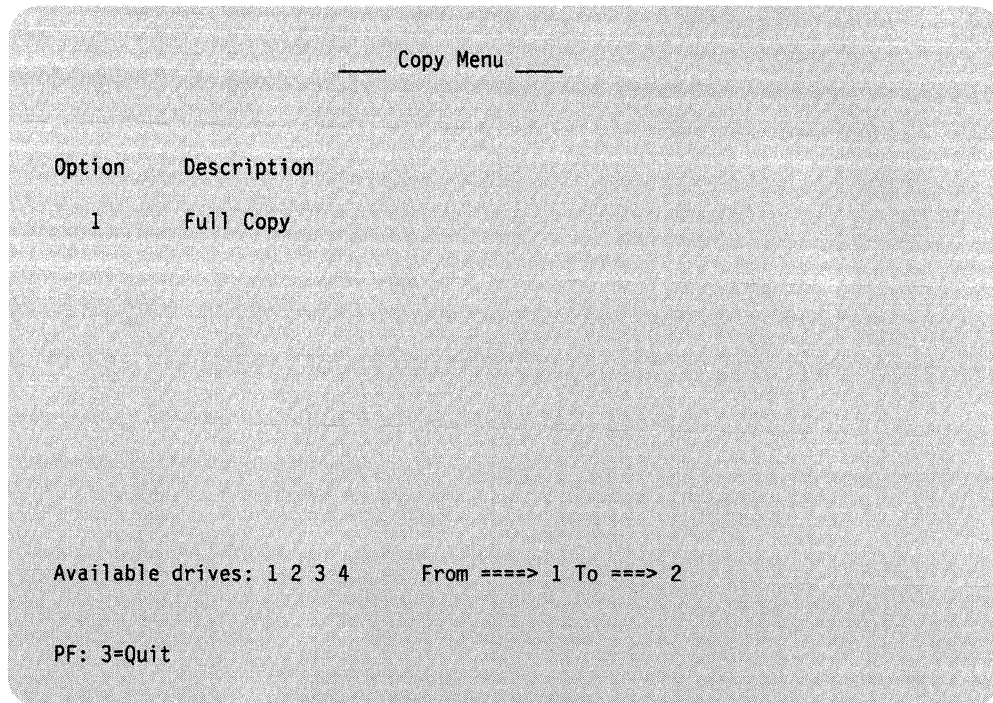 ____ Copy Menu ____
Option Description
1 Full Copy
Available drives: 1 2 3 4 From ====> 1 To ===> 2
PF: 3=Quit